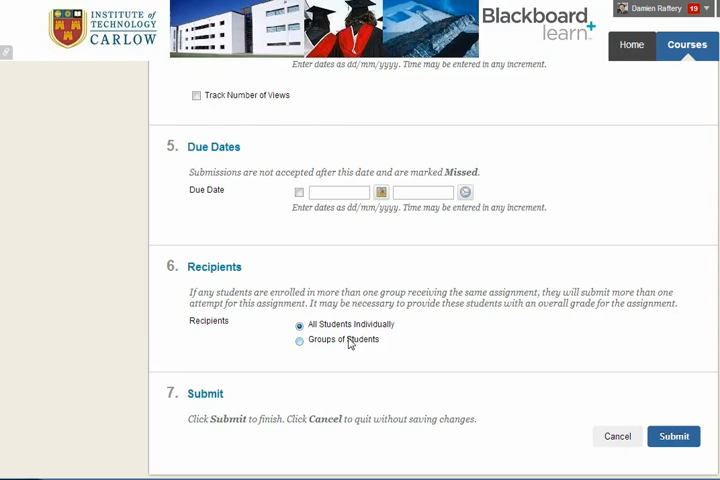 INSTITUTE of
TECHNOLOGY
CARLOW
Blackboard
learn+
Damien Raffery 19
Home Courses
Enter dates as dd/mm/yyyy. Time may be entered in any increment.
Track Number of Views
5. Due Dates
Submissions are not accepted after this date and are marked Missed.
Due Date
Enter dates as dd/mm/yyyy. Time may be entered in any increment.
6. Recipients
If any students are enrolled in more than one group receiving the same assignment, they will submit more than one
attempt for this assignment. It may be necessary to provide these students with an overall grade for the assignment.
Recipients
All Students Individually
Groups of Students
7. Submit
Click Submit to finish. Click Cancel to quit without saving changes.
Cancel Submit